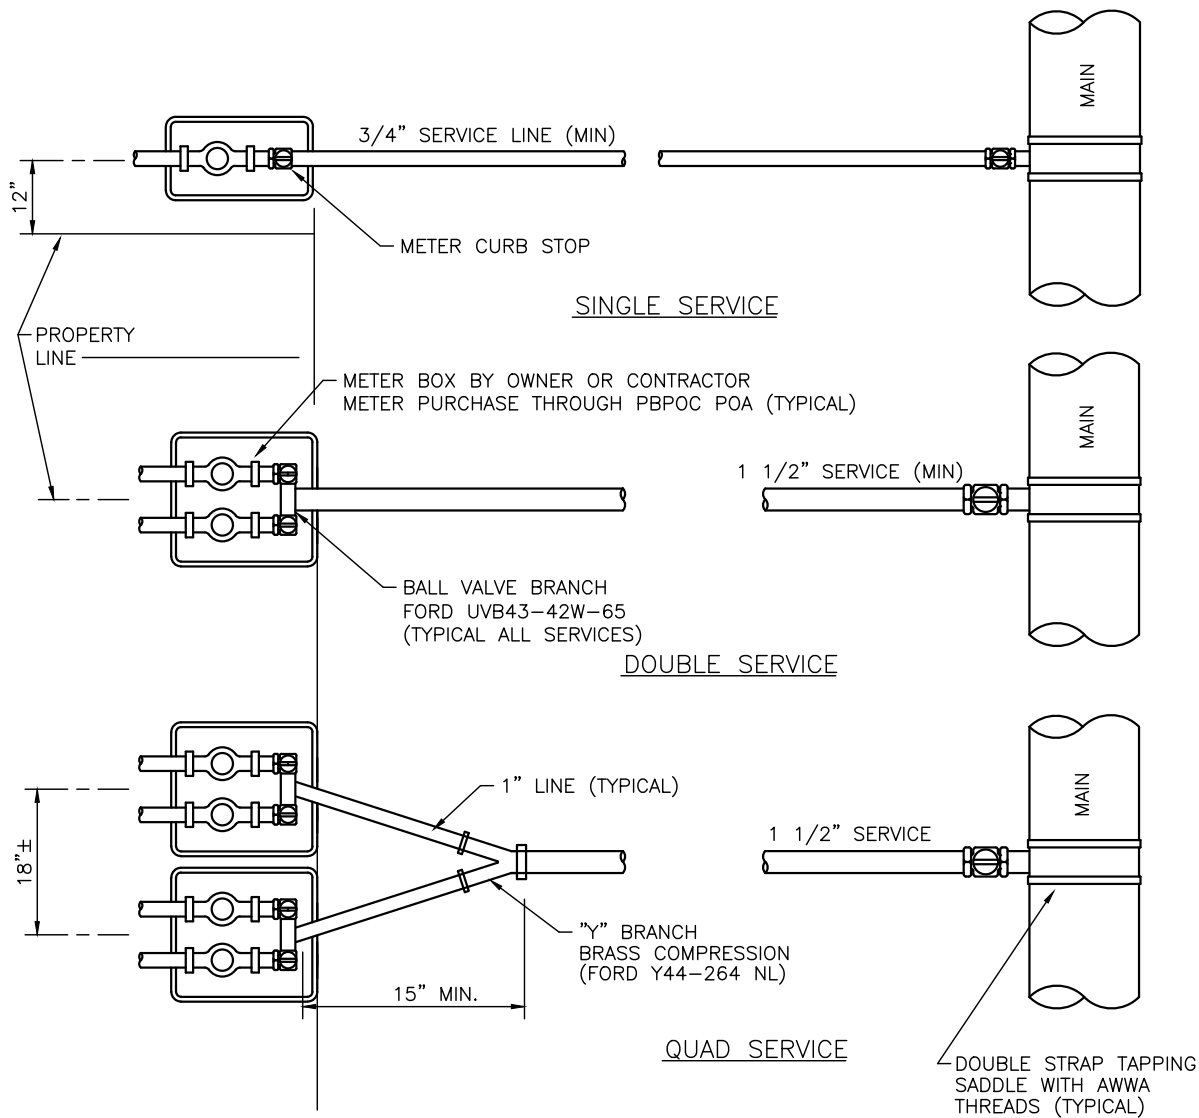 MAIN
3/4" SERVICE LINE (MIN)
12"
METER CURB STOP
SINGLE SERVICE
PROPERTY
LINE
METER BOX BY OWNER OR CONTRACTOR
METER PURCHASE THROUGH PBPOC POA (TYPICAL)
MAIN
1 1/2" SERVICE (MIN)
BALL VALVE BRANCH
FORD UVB43-42W-65
(TYPICAL ALL SERVICES)
DOUBLE SERVICE
1" LINE (TYPICAL)
MAIN
1 1/2" SERVICE
18"±
"Y" BRANCH
BRASS COMPRESSION
(FORD Y44-264 NL)
15" MIN.
QUAD SERVICE
DOUBLE STRAP TAPPING
SADDLE WITH AWWA
THREADS (TYPICAL)